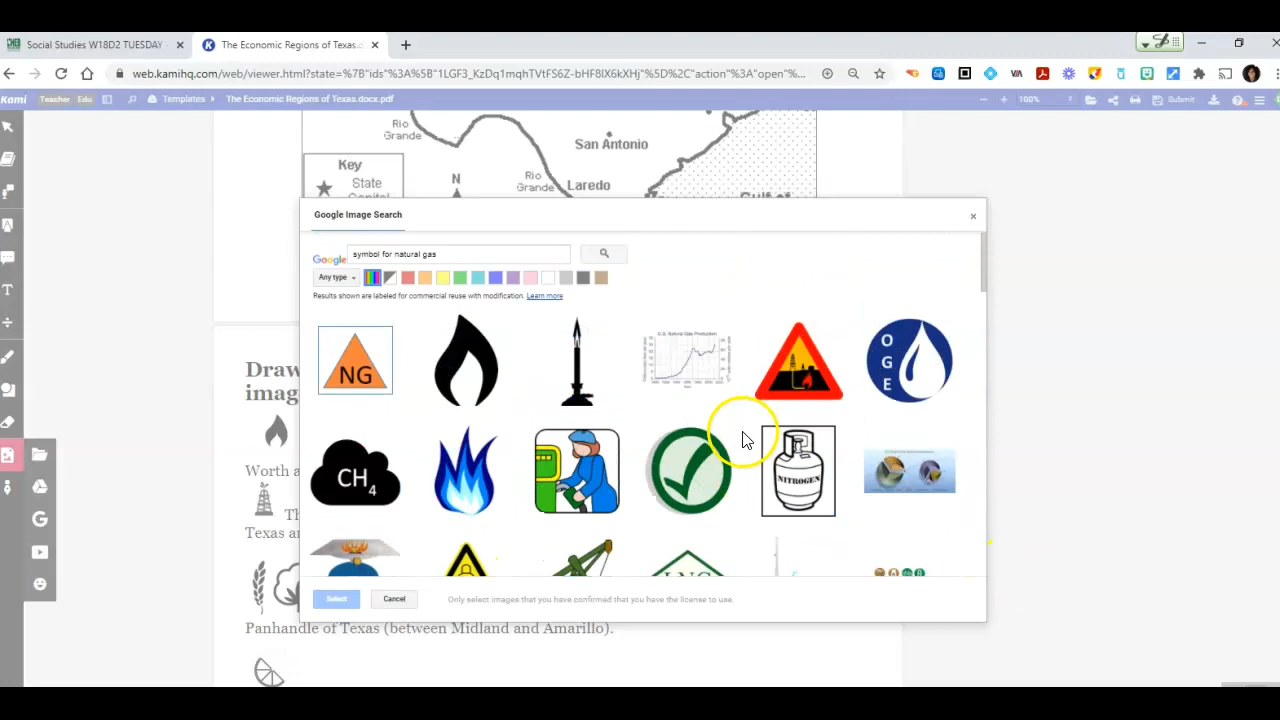 Social Studies W18D2 TUESDAY
The Economic Regions of Texas.c
web.kamihq.com/web/viewer.html?state=%7B"ids"%3A%5B"1LGF3_KzDq1mqhTVtFS6Z-bHF8IX6kXHj"%5D%2C"action"%3A"open"%...
Kami Teacher Edu Templates The Economic Regions of Texas.docx.pdf 100% Submit
Rio Grande
San Antonio
Key
State
N
Rio Grande
Laredo
Google Image Search
Google symbol for natural gas
Any type
Results shown are labeled for commercial reuse with modification. Learn more
NG
U.S. Natural Gas Production
OGE
CH4
NITROGEN
Draw
imag
Worth a
Th
Texas an
Select Cancel Only select images that you have confirmed that you have the license to use.
Panhandle of Texas (between Midland and Amarillo).